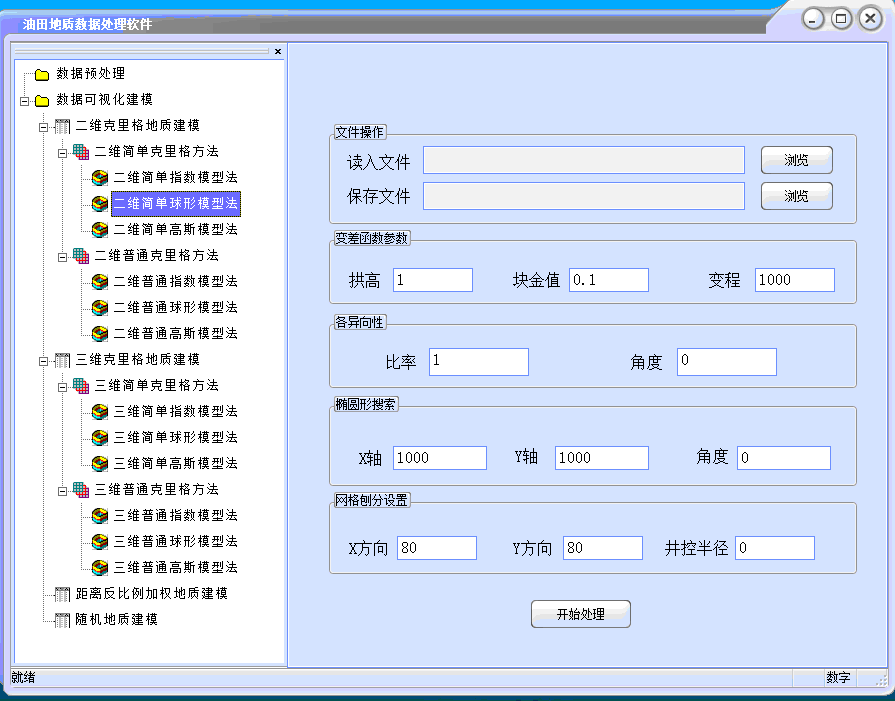 油田地质数据处理软件
数据预处理
数据可视化建模
二维克里格地质建模
二维简单克里格方法
二维简单指数模型法
二维简单球形模型法
二维简单高斯模型法
二维普通克里格方法
二维普通指数模型法
二维普通球形模型法
二维普通高斯模型法
三维克里格地质建模
三维简单克里格方法
三维简单指数模型法
三维简单球形模型法
三维简单高斯模型法
三维普通克里格方法
三维普通指数模型法
三维普通球形模型法
三维普通高斯模型法
距离反比例加权地质建模
随机地质建模
文件操作
读入文件 浏览
保存文件 浏览
变差函数参数
拱高 1 块金值 0.1 变程 1000
各异向性
比率 1 角度 0
椭圆形搜索
X轴 1000 Y轴 1000 角度 0
网格刨分设置
X方向 80 Y方向 80 井控半径 0
开始处理
就绪 数字